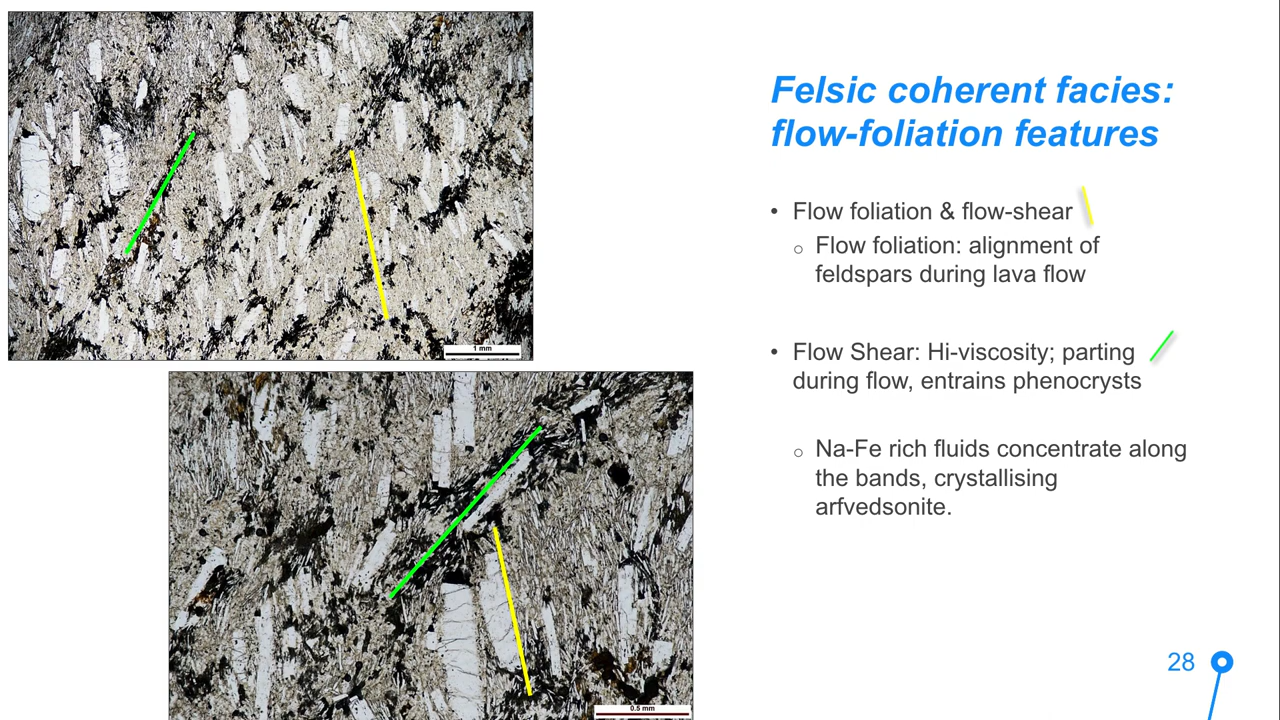 Felsic coherent facies:
flow-foliation features
• Flow foliation & flow-shear
○ Flow foliation: alignment of
feldspars during lava flow
• Flow Shear: Hi-viscosity; parting
during flow, entrains phenocrysts
○ Na-Fe rich fluids concentrate along
the bands, crystallising
arfvedsonite.
1 mm
0.5 mm
28